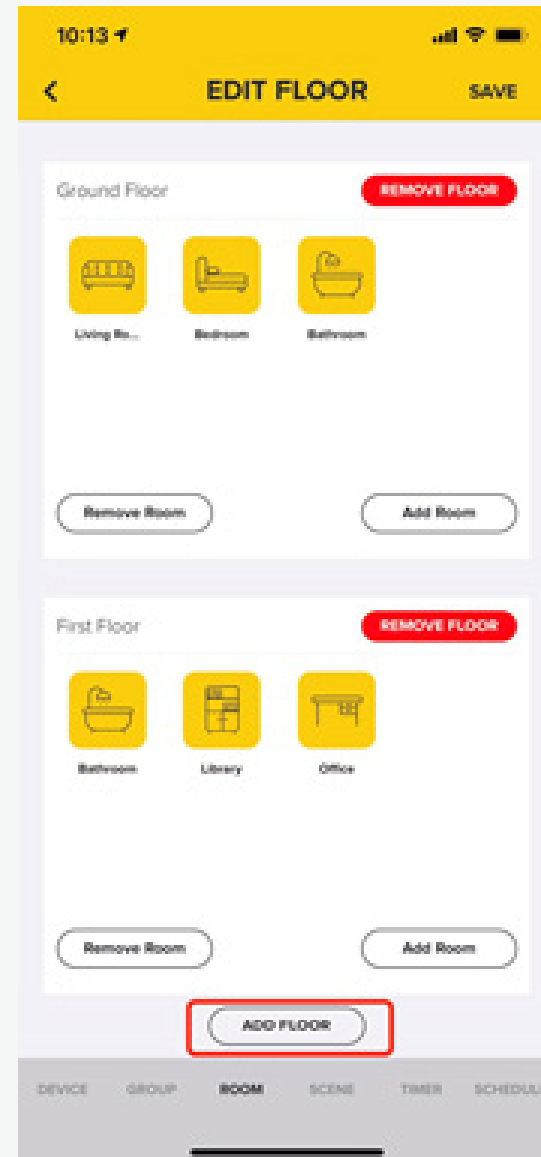 10:13
EDIT FLOOR SAVE
Ground Floor REMOVE FLOOR
Living Ro... Bedroom Bathroom
Remove Room Add Room
First Floor REMOVE FLOOR
Bathroom Library Office
Remove Room Add Room
ADD FLOOR
DEVICE GROUP ROOM SCENE TIMER SCHEDUL